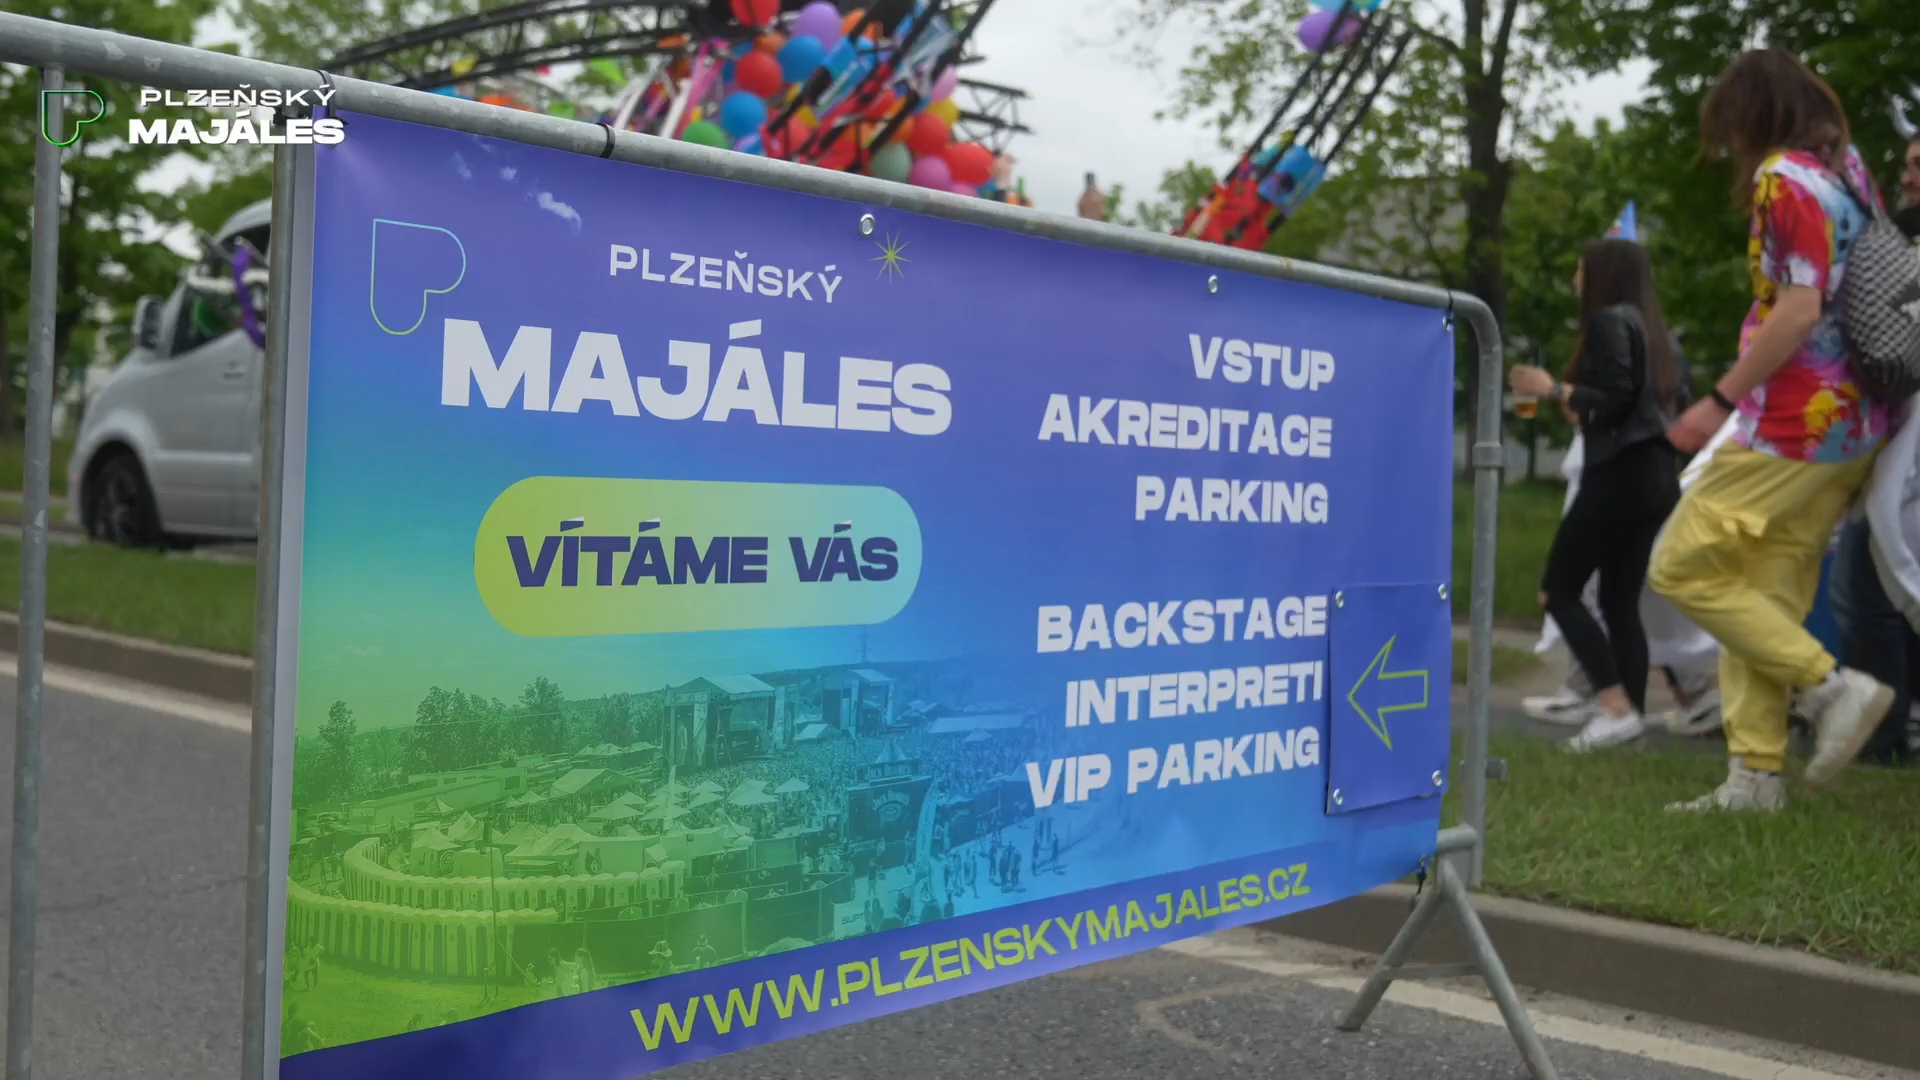 PLZEŇSKÝ
MAJÁLES
PLZEŇSKÝ
MAJÁLES
VÍTÁME VÁS
VSTUP
AKREDITACE
PARKING
BACKSTAGE
INTERPRETI
VIP PARKING
WWW.PLZENSKYMAJALES.CZ